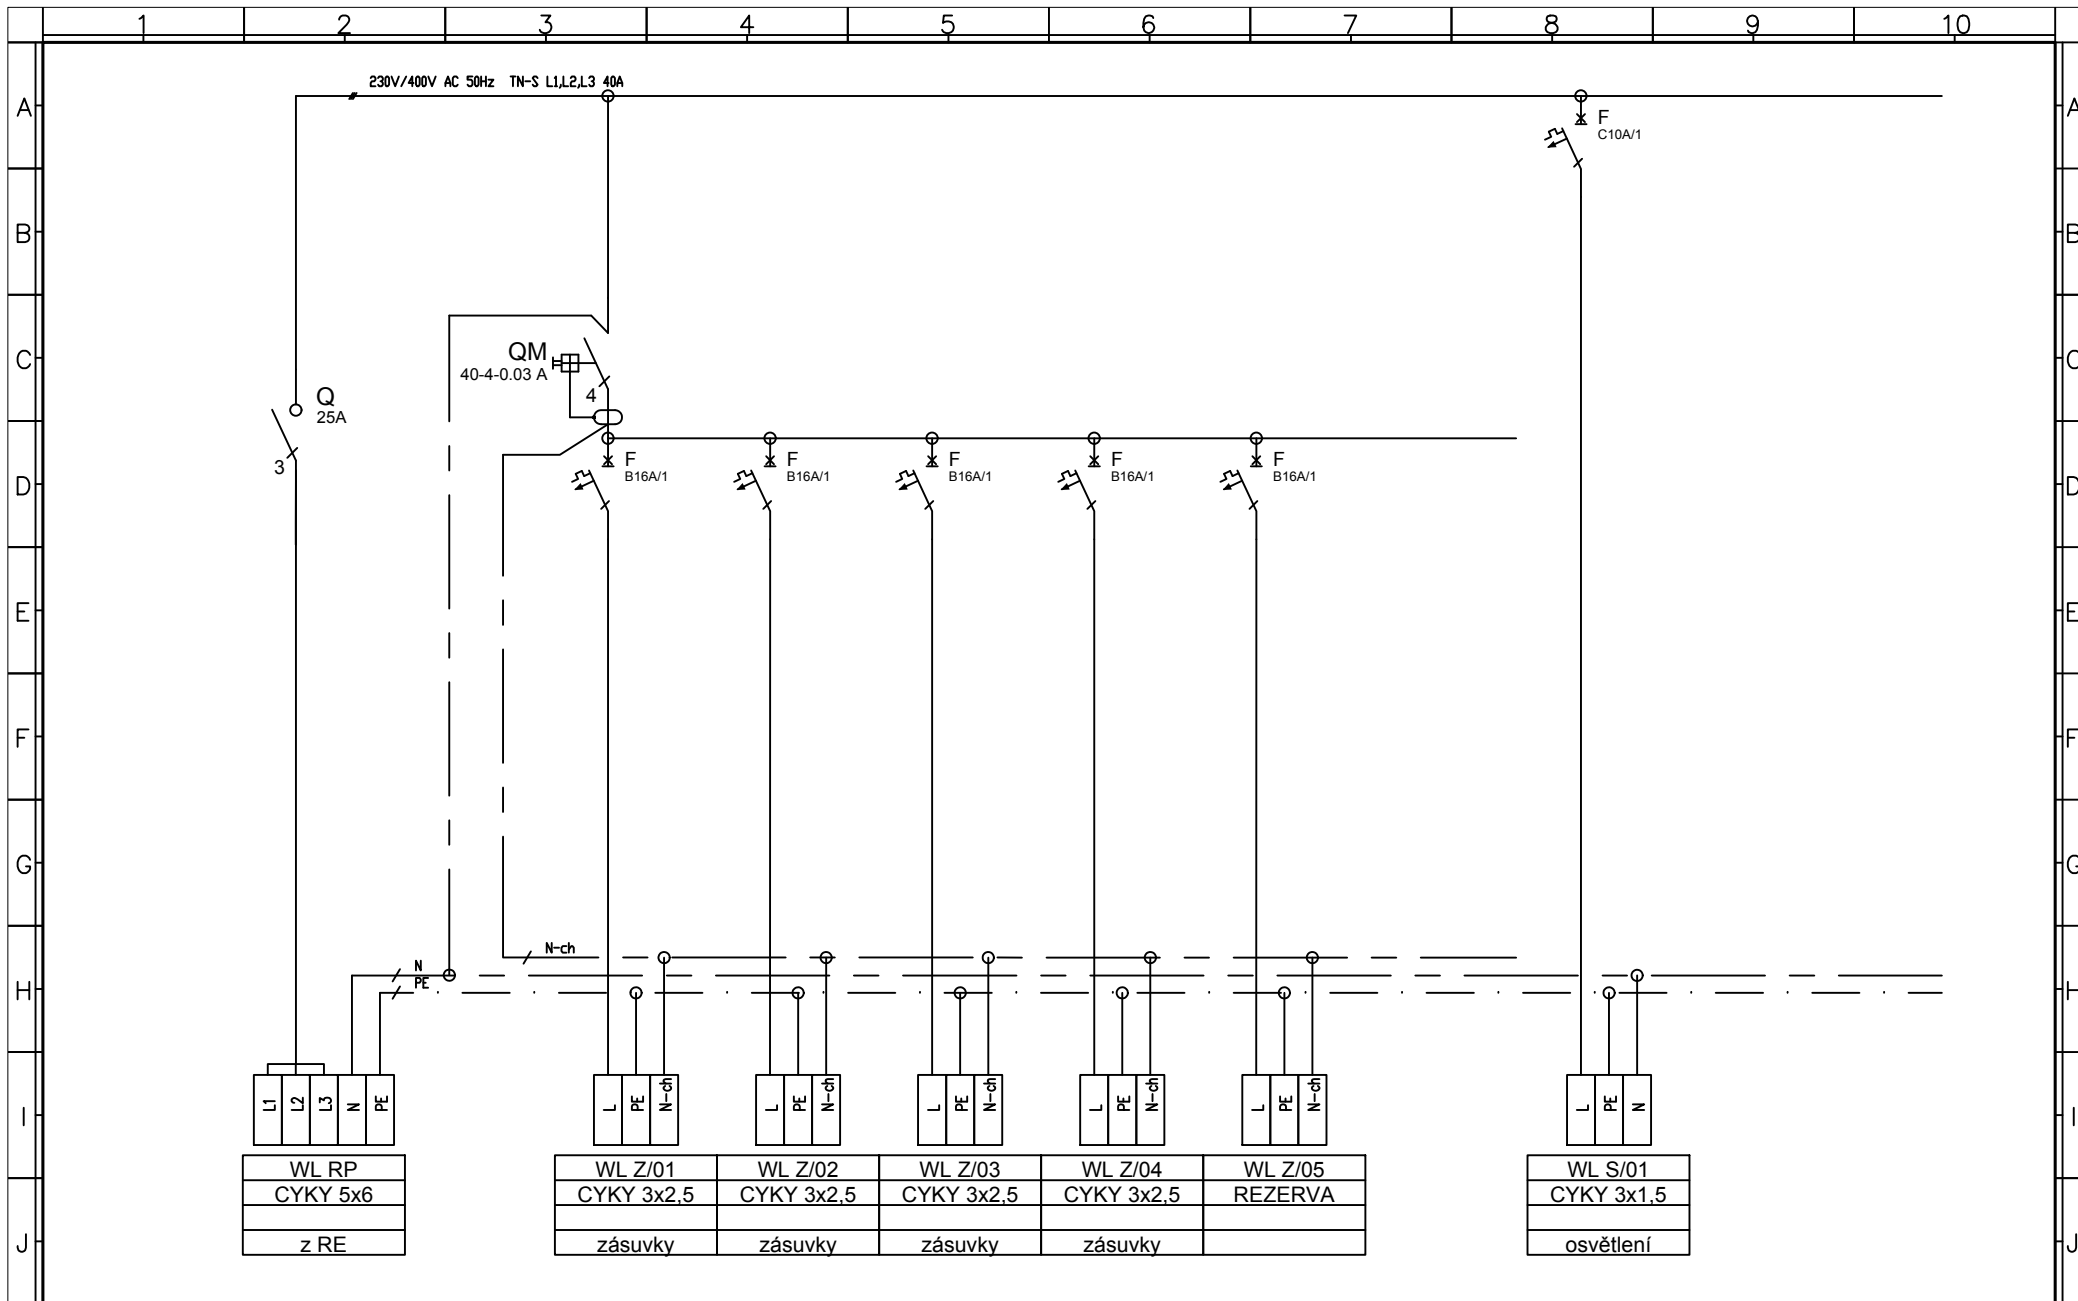 1 2 3 4 5 6 7 8 9 10
230V/400V AC 50Hz TN-S L1,L2,L3 40A
A A
F
C10A/1
B B
C C
QM
40-4-0.03 A
4
Q
25A
3
D D
F F F F F
B16A/1 B16A/1 B16A/1 B16A/1 B16A/1
E E
F F
G G
N-ch
N
PE
H H
I I
L1 L2 L3 N PE
L PE N-ch
L PE N-ch
L PE N-ch
L PE N-ch
L PE N-ch
L PE N
WL RP WL Z/01 WL Z/02 WL Z/03 WL Z/04 WL Z/05 WL S/01
CYKY 5x6 CYKY 3x2,5 CYKY 3x2,5 CYKY 3x2,5 CYKY 3x2,5 REZERVA CYKY 3x1,5
J J
z RE zásuvky zásuvky zásuvky zásuvky osvětlení